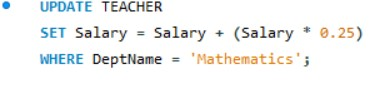 UPDATE TEACHER
SET Salary = Salary + (Salary * 0.25)
WHERE DeptName = 'Mathematics';